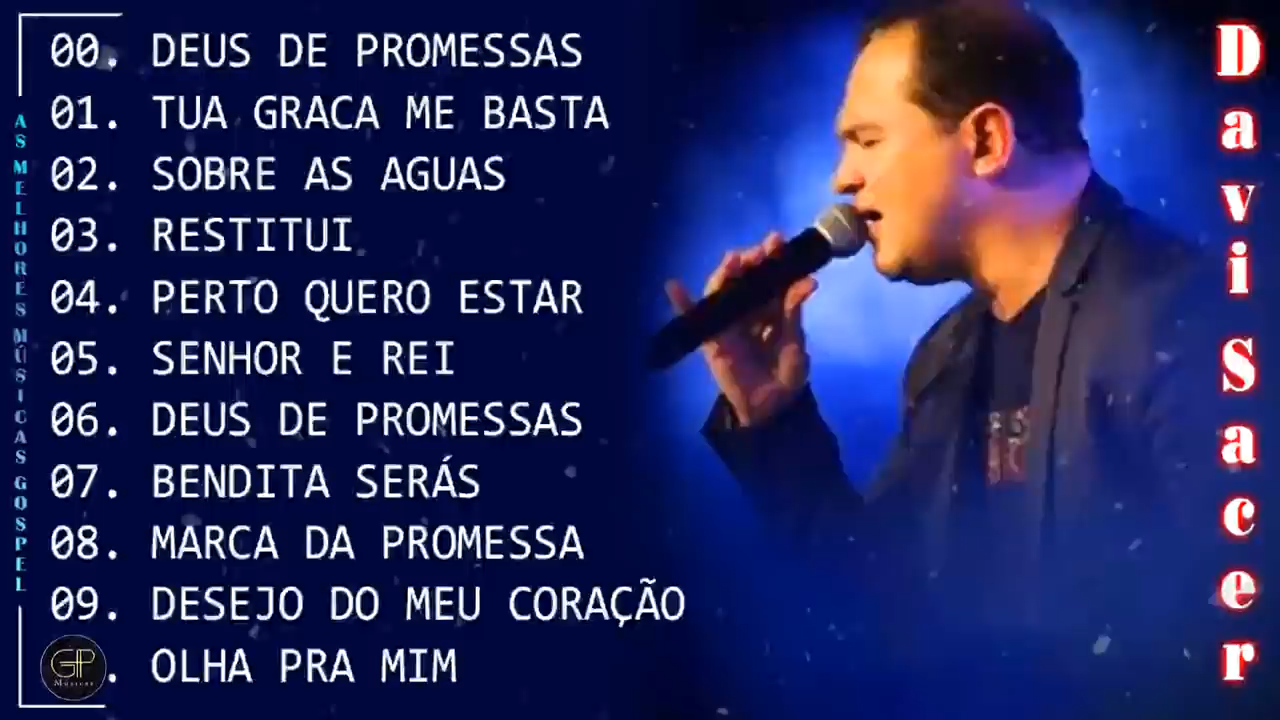 AS MELHORES MÚSICAS GOSPEL
00. DEUS DE PROMESSAS
01. TUA GRACA ME BASTA
02. SOBRE AS AGUAS
03. RESTITUI
04. PERTO QUERO ESTAR
05. SENHOR E REI
06. DEUS DE PROMESSAS
07. BENDITA SERÁS
08. MARCA DA PROMESSA
09. DESEJO DO MEU CORAÇÃO
. OLHA PRA MIM
GP
Músicas
Davi Sacer